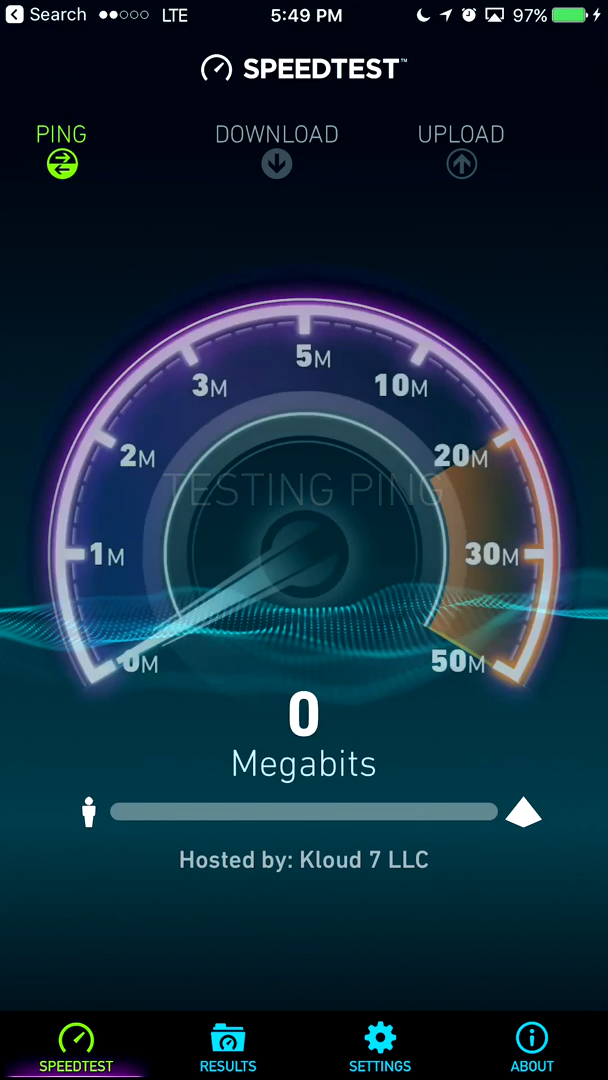 Search LTE 5:49 PM 97%
SPEEDTEST™
PING DOWNLOAD UPLOAD
5M
3M 10M
2M 20M
TESTING PING
1M 30M
0M 50M
0
Megabits
Hosted by: Kloud 7 LLC
SPEEDTEST RESULTS SETTINGS ABOUT